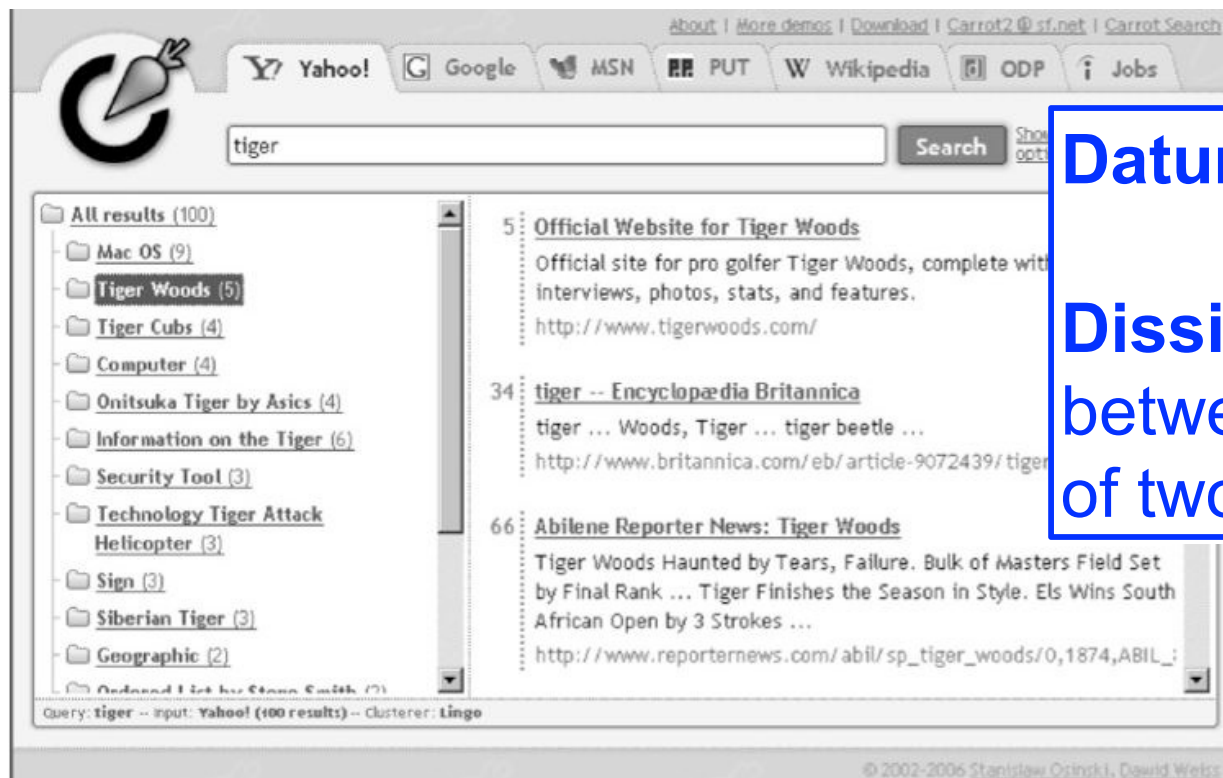 About | More demos | Download | Carrot2 @ sf.net | Carrot Search
Yahoo! Google MSN PUT Wikipedia ODP Jobs
tiger Search
All results (100)
Mac OS (9)
Tiger Woods (5)
Tiger Cubs (4)
Computer (4)
Onitsuka Tiger by Asics (4)
Information on the Tiger (6)
Security Tool (3)
Technology Tiger Attack
Helicopter (3)
Sign (3)
Siberian Tiger (3)
Geographic (2)
Ordered List by Stone Smith (2)
5 Official Website for Tiger Woods
Official site for pro golfer Tiger Woods, complete with
interviews, photos, stats, and features.
http://www.tigerwoods.com/
34 tiger -- Encyclopædia Britannica
tiger ... Woods, Tiger ... tiger beetle ...
http://www.britannica.com/eb/article-9072439/tiger
66 Abilene Reporter News: Tiger Woods
Tiger Woods Haunted by Tears, Failure. Bulk of Masters Field Set
by Final Rank ... Tiger Finishes the Season in Style. Els Wins South
African Open by 3 Strokes ...
http://www.reporternews.com/abil/sp_tiger_woods/0,1874,ABIL_
Datu
Dissi
betwe
of two
Query: tiger -- Input: Yahoo! (100 results) -- Clusterer: Lingo
© 2002-2006 Stanislaw Osinski, Dawid Weiss